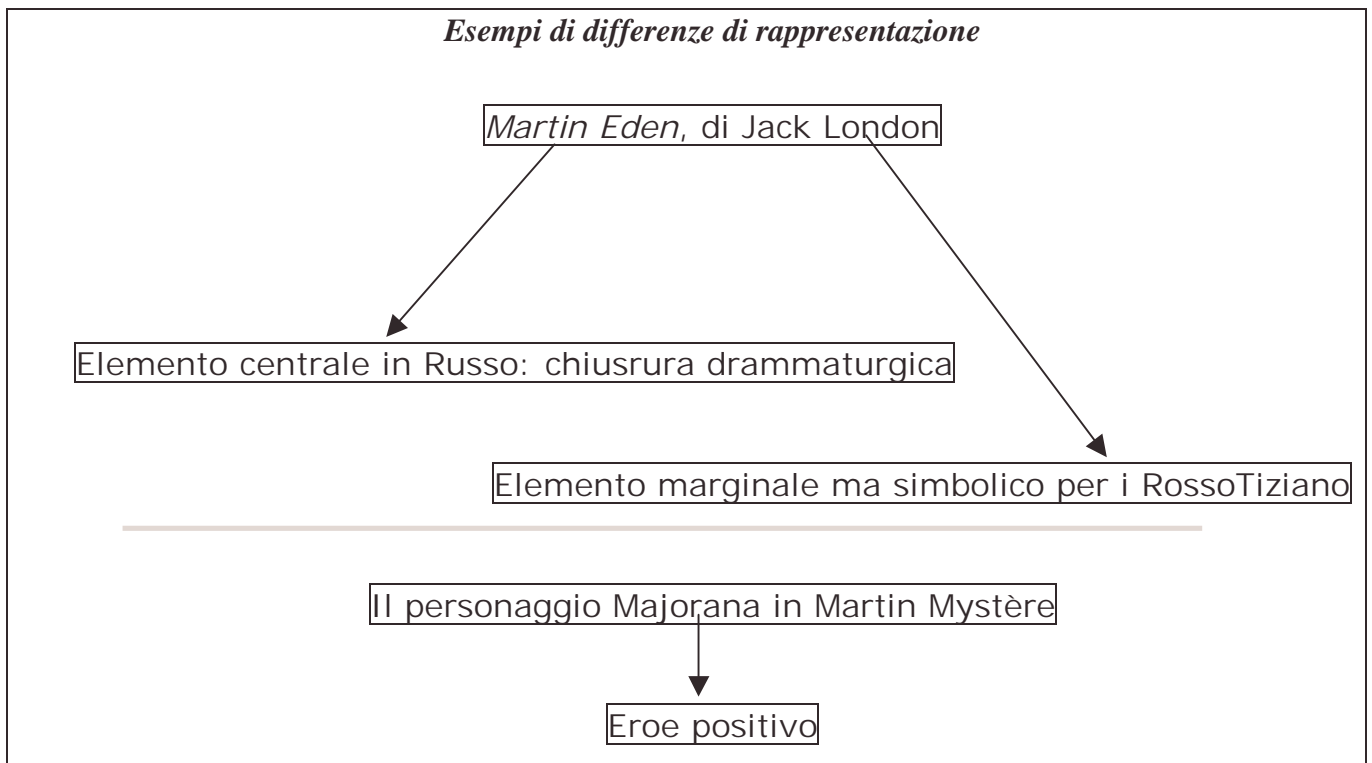 Esempi di differenze di rappresentazione
Martin Eden, di Jack London
Elemento centrale in Russo: chiusrura drammaturgica
Elemento marginale ma simbolico per i RossoTiziano
Il personaggio Majorana in Martin Mystère
Eroe positivo